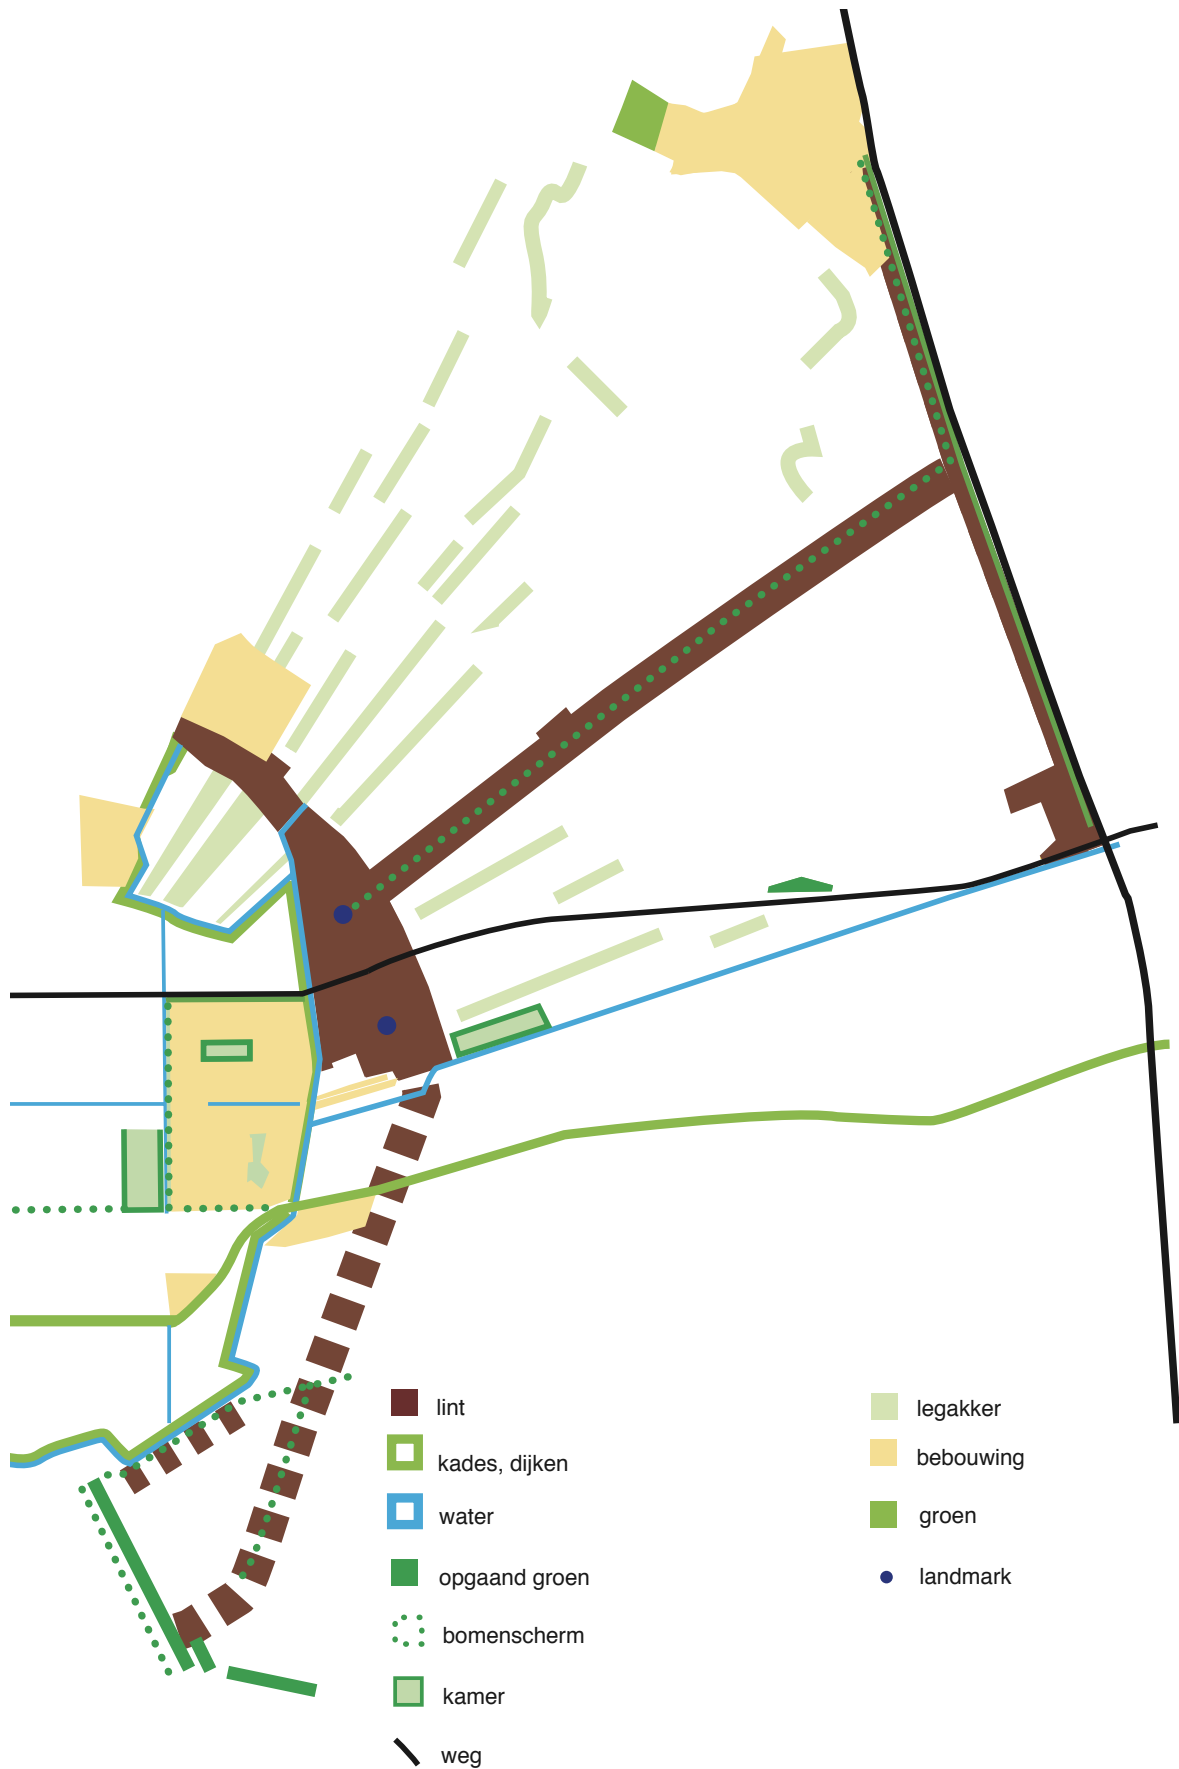 lint
kades, dijken
water
opgaand groen
bomenscherm
kamer
weg
legakker
bebouwing
groen
landmark